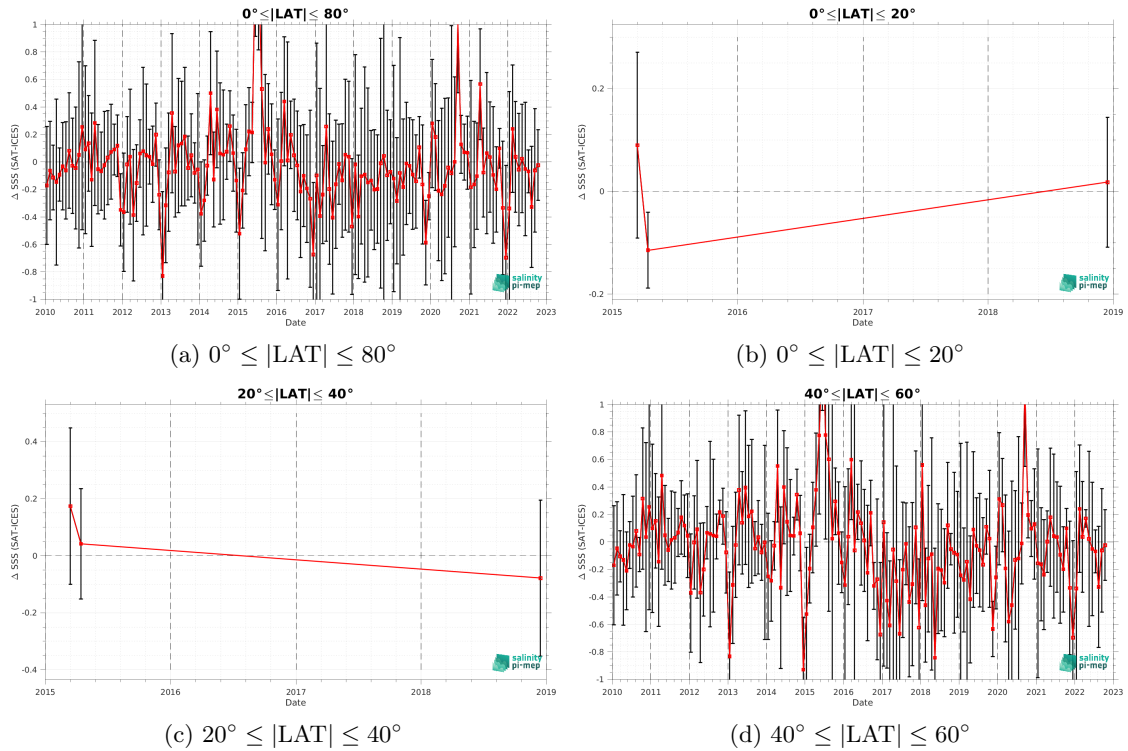 0°≤|LAT|≤ 80°
1
0.8
0.6
0.4
0.2
0
-0.2
-0.4
-0.6
-0.8
-1
Δ SSS (SAT-ICES)
2010 2011 2012 2013 2014 2015 2016 2017 2018 2019 2020 2021 2022 2023
Date
salinity
pi-mep
(a) 0° ≤ |LAT| ≤ 80°
0°≤|LAT|≤ 20°
0.2
0
-0.2
Δ SSS (SAT-ICES)
2015 2016 2017 2018 2019
Date
salinity
pi-mep
(b) 0° ≤ |LAT| ≤ 20°
20°≤|LAT|≤ 40°
0.4
0.2
0
-0.2
-0.4
Δ SSS (SAT-ICES)
2015 2016 2017 2018 2019
Date
salinity
pi-mep
(c) 20° ≤ |LAT| ≤ 40°
40°≤|LAT|≤ 60°
1
0.8
0.6
0.4
0.2
0
-0.2
-0.4
-0.6
-0.8
-1
Δ SSS (SAT-ICES)
2010 2011 2012 2013 2014 2015 2016 2017 2018 2019 2020 2021 2022 2023
Date
salinity
pi-mep
(d) 40° ≤ |LAT| ≤ 60°